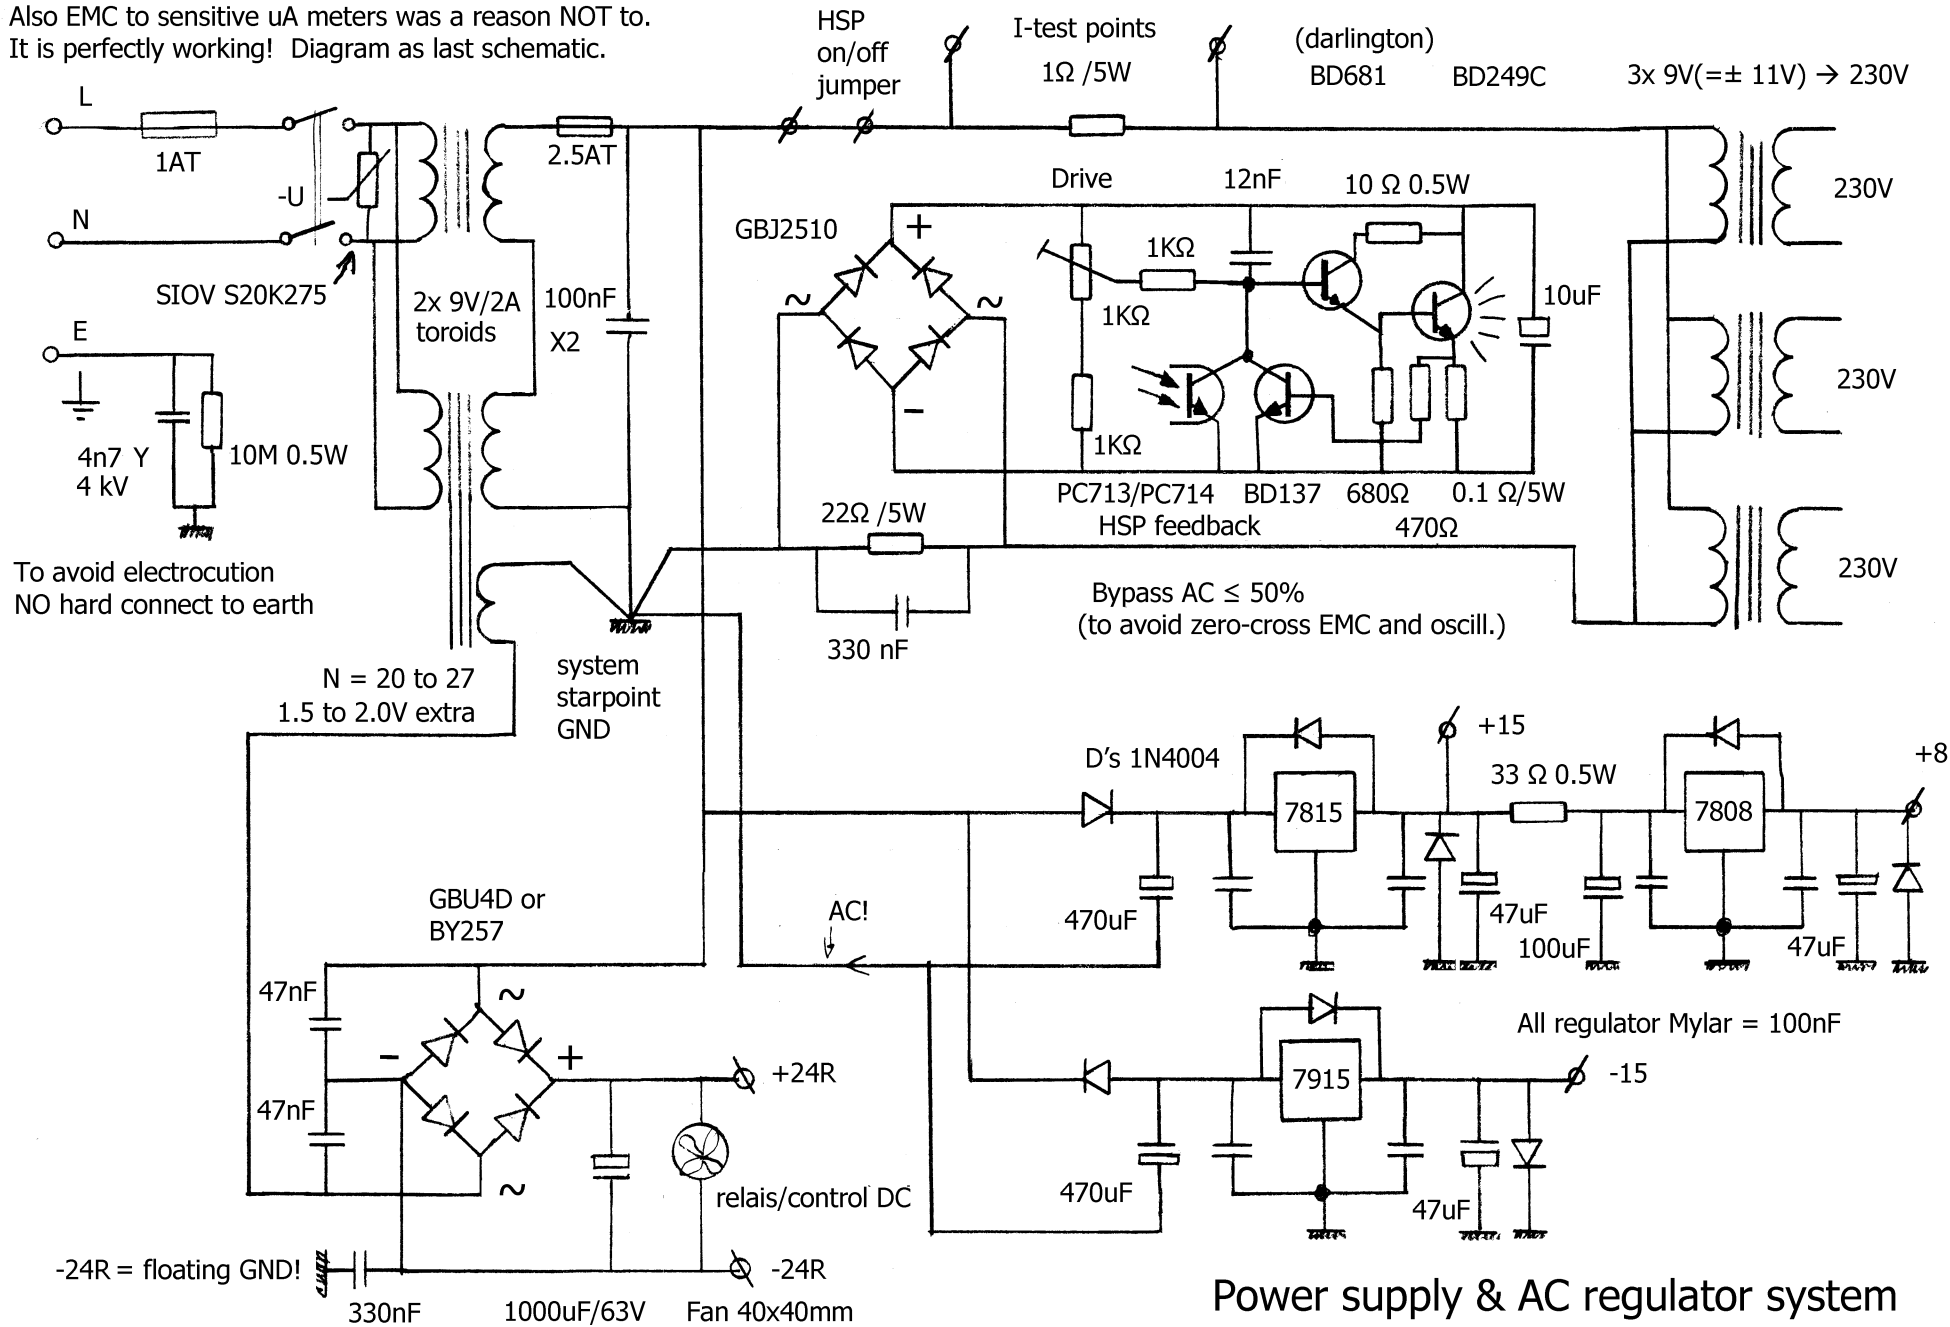 Also EMC to sensitive uA meters was a reason NOT to.
It is perfectly working!  Diagram as last schematic.
HSP
on/off
jumper
I-test points
1Ω /5W
(darlington)
BD681
BD249C
3x 9V(=± 11V) → 230V
L
1AT
2.5AT
-U
N
SIOV S20K275
2x 9V/2A
toroids
100nF
X2
GBJ2510
+
~
~
-
Drive
12nF
10 Ω 0.5W
1KΩ
1KΩ
1KΩ
10uF
230V
230V
230V
E
4n7 Y
4 kV
10M 0.5W
PC713/PC714
BD137
680Ω
0.1 Ω/5W
HSP feedback
470Ω
22Ω /5W
330 nF
To avoid electrocution
NO hard connect to earth
Bypass AC ≤ 50%
(to avoid zero-cross EMC and oscill.)
N = 20 to 27
1.5 to 2.0V extra
system
starpoint
GND
D's 1N4004
7815
+15
33 Ω 0.5W
7808
+8
470uF
47uF
100uF
47uF
AC!
GBU4D or
BY257
47nF
47nF
~
-
+
~
+24R
relais/control DC
-24R = floating GND!
330nF
1000uF/63V
-24R
Fan 40x40mm
All regulator Mylar = 100nF
7915
-15
470uF
47uF
Power supply & AC regulator system